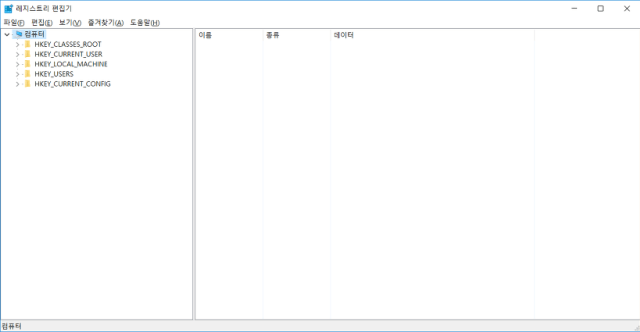 레지스트리 편집기
파일(F) 편집(E) 보기(V) 즐겨찾기(A) 도움말(H)
컴퓨터
HKEY_CLASSES_ROOT
HKEY_CURRENT_USER
HKEY_LOCAL_MACHINE
HKEY_USERS
HKEY_CURRENT_CONFIG
이름 종류 데이터
컴퓨터